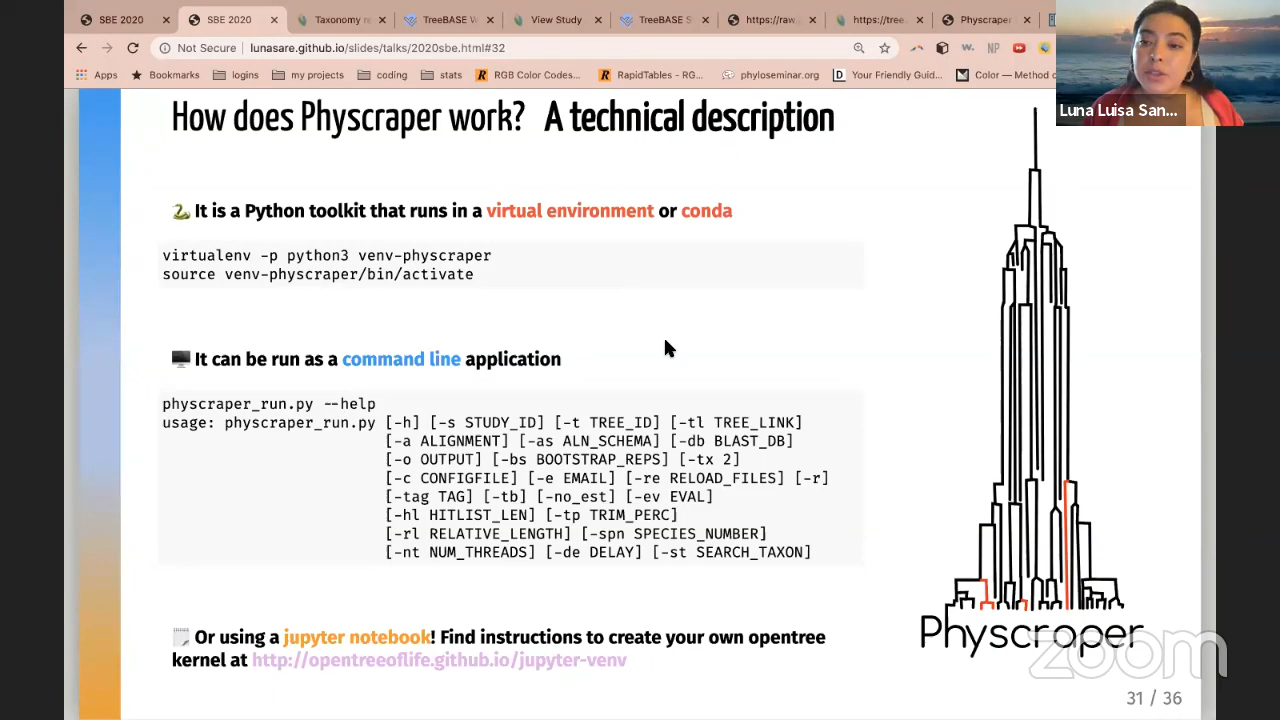 SBE 2020
SBE 2020
Taxonomy re
TreeBASE W
View Study
TreeBASE S
https://raw.
https://tree.
Physcraper
Not Secure
lunasare.github.io/slides/talks/2020sbe.html#32
Apps
Bookmarks
logins
my projects
coding
stats
RGB Color Codes...
RapidTables - RG...
phyloseminar.org
Your Friendly Guid...
Color — Method o
Luna Luisa San...
How does Physcraper work? A technical description
It is a Python toolkit that runs in a virtual environment or conda
virtualenv -p python3 venv-physcraper
source venv-physcraper/bin/activate
It can be run as a command line application
physcraper_run.py --help
usage: physcraper_run.py [-h] [-s STUDY_ID] [-t TREE_ID] [-tl TREE_LINK]
[-a ALIGNMENT] [-as ALN_SCHEMA] [-db BLAST_DB]
[-o OUTPUT] [-bs BOOTSTRAP_REPS] [-tx 2]
[-c CONFIGFILE] [-e EMAIL] [-re RELOAD_FILES] [-r]
[-tag TAG] [-tb] [-no_est] [-ev EVAL]
[-hl HITLIST_LEN] [-tp TRIM_PERC]
[-rl RELATIVE_LENGTH] [-spn SPECIES_NUMBER]
[-nt NUM_THREADS] [-de DELAY] [-st SEARCH_TAXON]
Or using a jupyter notebook! Find instructions to create your own opentree
kernel at http://opentreeoflife.github.io/jupyter-venv
Physcraper
zoom
31 / 36